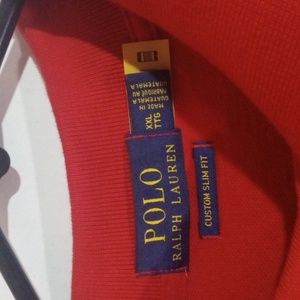 POLO
RALPH LAUREN
CUSTOM SLIM FIT
XXL
TTG
MADE IN
GUATEMALA
FABRIQUÉ AU
GUATEMALA